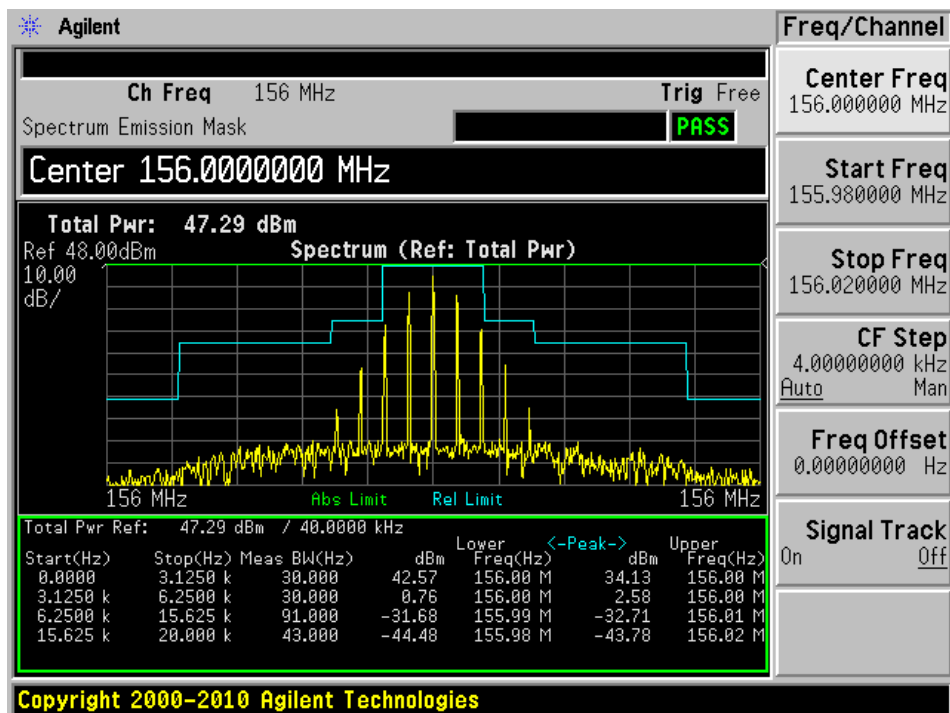 Agilent
Freq/Channel
Ch Freq 156 MHz Trig Free
Spectrum Emission Mask PASS
Center 156.0000000 MHz
Total Pwr: 47.29 dBm
Ref 48.00dBm Spectrum (Ref: Total Pwr)
10.00
dB/
156 MHz Abs Limit Rel Limit 156 MHz
Total Pwr Ref: 47.29 dBm / 40.0000 kHz
Lower <-Peak-> Upper
Start(Hz) Stop(Hz) Meas BW(Hz) dBm Freq(Hz) dBm Freq(Hz)
0.0000 3.1250 k 30.000 42.57 156.00 M 34.13 156.00 M
3.1250 k 6.2500 k 30.000 0.76 156.00 M 2.58 156.00 M
6.2500 k 15.625 k 91.000 -31.68 155.99 M -32.71 156.01 M
15.625 k 20.000 k 43.000 -44.48 155.98 M -43.78 156.02 M
Center Freq
156.000000 MHz
Start Freq
155.980000 MHz
Stop Freq
156.020000 MHz
CF Step
4.00000000 kHz
Auto Man
Freq Offset
0.00000000 Hz
Signal Track
On Off
Copyright 2000-2010 Agilent Technologies